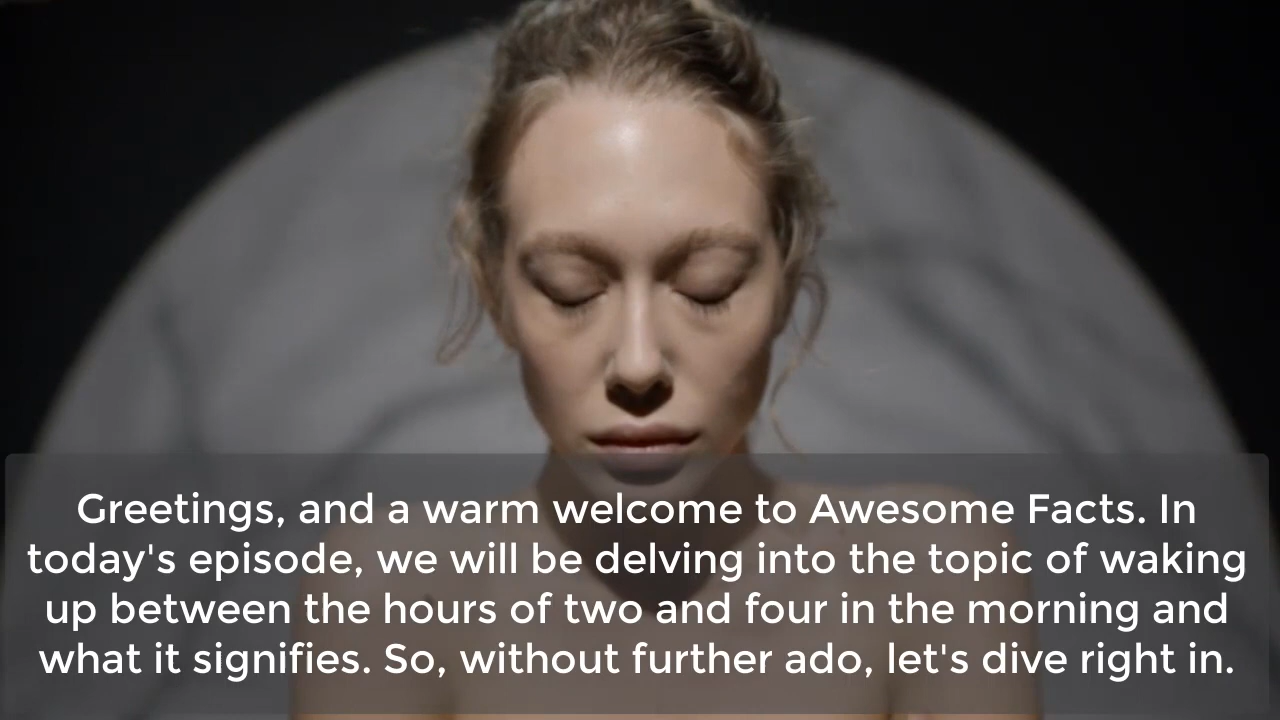 Greetings, and a warm welcome to Awesome Facts. In
today's episode, we will be delving into the topic of waking
up between the hours of two and four in the morning and
what it signifies. So, without further ado, let's dive right in.